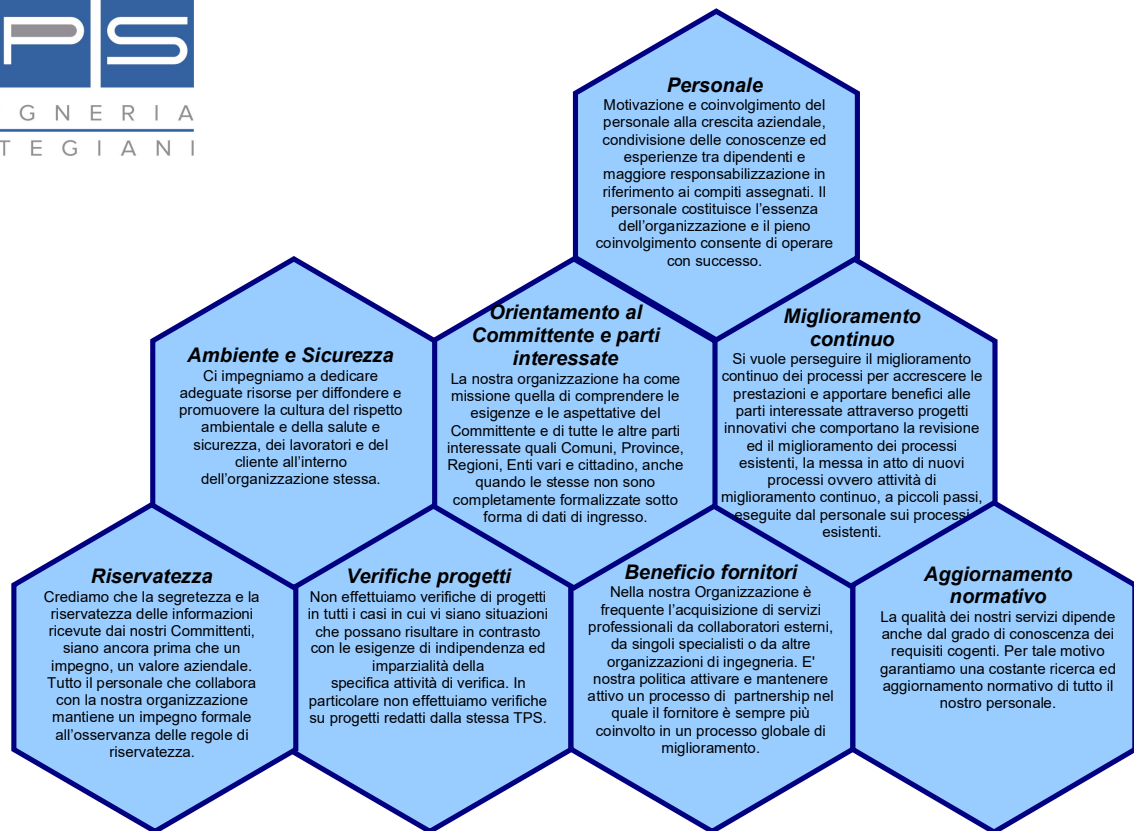 PS
GNERIA
TEGIANI
Personale
Motivazione e coinvolgimento del
personale alla crescita aziendale,
condivisione delle conoscenze ed
esperienze tra dipendenti e
maggiore responsabilizzazione in
riferimento ai compiti assegnati. Il
personale costituisce l’essenza
dell’organizzazione e il pieno
coinvolgimento consente di operare
con successo.
Ambiente e Sicurezza
Ci impegniamo a dedicare
adeguate risorse per diffondere e
promuovere la cultura del rispetto
ambientale e della salute e
sicurezza, dei lavoratori e del
cliente all’interno
dell’organizzazione stessa.
Orientamento al
Committente e parti
interessate
La nostra organizzazione ha come
missione quella di comprendere le
esigenze e le aspettative del
Committente e di tutte le altre parti
interessate quali Comuni, Province,
Regioni, Enti vari e cittadino, anche
quando le stesse non sono
completamente formalizzate sotto
forma di dati di ingresso.
Miglioramento
continuo
Si vuole perseguire il miglioramento
continuo dei processi per accrescere le
prestazioni e apportare benefici alle
parti interessate attraverso progetti
innovativi che comportano la revisione
ed il miglioramento dei processi
esistenti, la messa in atto di nuovi
processi ovvero attività di
miglioramento continuo, a piccoli passi,
eseguite dal personale sui processi
esistenti.
Riservatezza
Crediamo che la segretezza e la
riservatezza delle informazioni
ricevute dai nostri Committenti,
siano ancora prima che un
impegno, un valore aziendale.
Tutto il personale che collabora
con la nostra organizzazione
mantiene un impegno formale
all’osservanza delle regole di
riservatezza.
Verifiche progetti
Non effettuiamo verifiche di progetti
in tutti i casi in cui vi siano situazioni
che possano risultare in contrasto
con le esigenze di indipendenza ed
imparzialità della
specifica attività di verifica. In
particolare non effettuiamo verifiche
su progetti redatti dalla stessa TPS.
Beneficio fornitori
Nella nostra Organizzazione è
frequente l’acquisizione di servizi
professionali da collaboratori esterni,
da singoli specialisti o da altre
organizzazioni di ingegneria. E'
nostra politica attivare e mantenere
attivo un processo di partnership nel
quale il fornitore è sempre più
coinvolto in un processo globale di
miglioramento.
Aggiornamento
normativo
La qualità dei nostri servizi dipende
anche dal grado di conoscenza dei
requisiti cogenti. Per tale motivo
garantiamo una costante ricerca ed
aggiornamento normativo di tutto il
nostro personale.